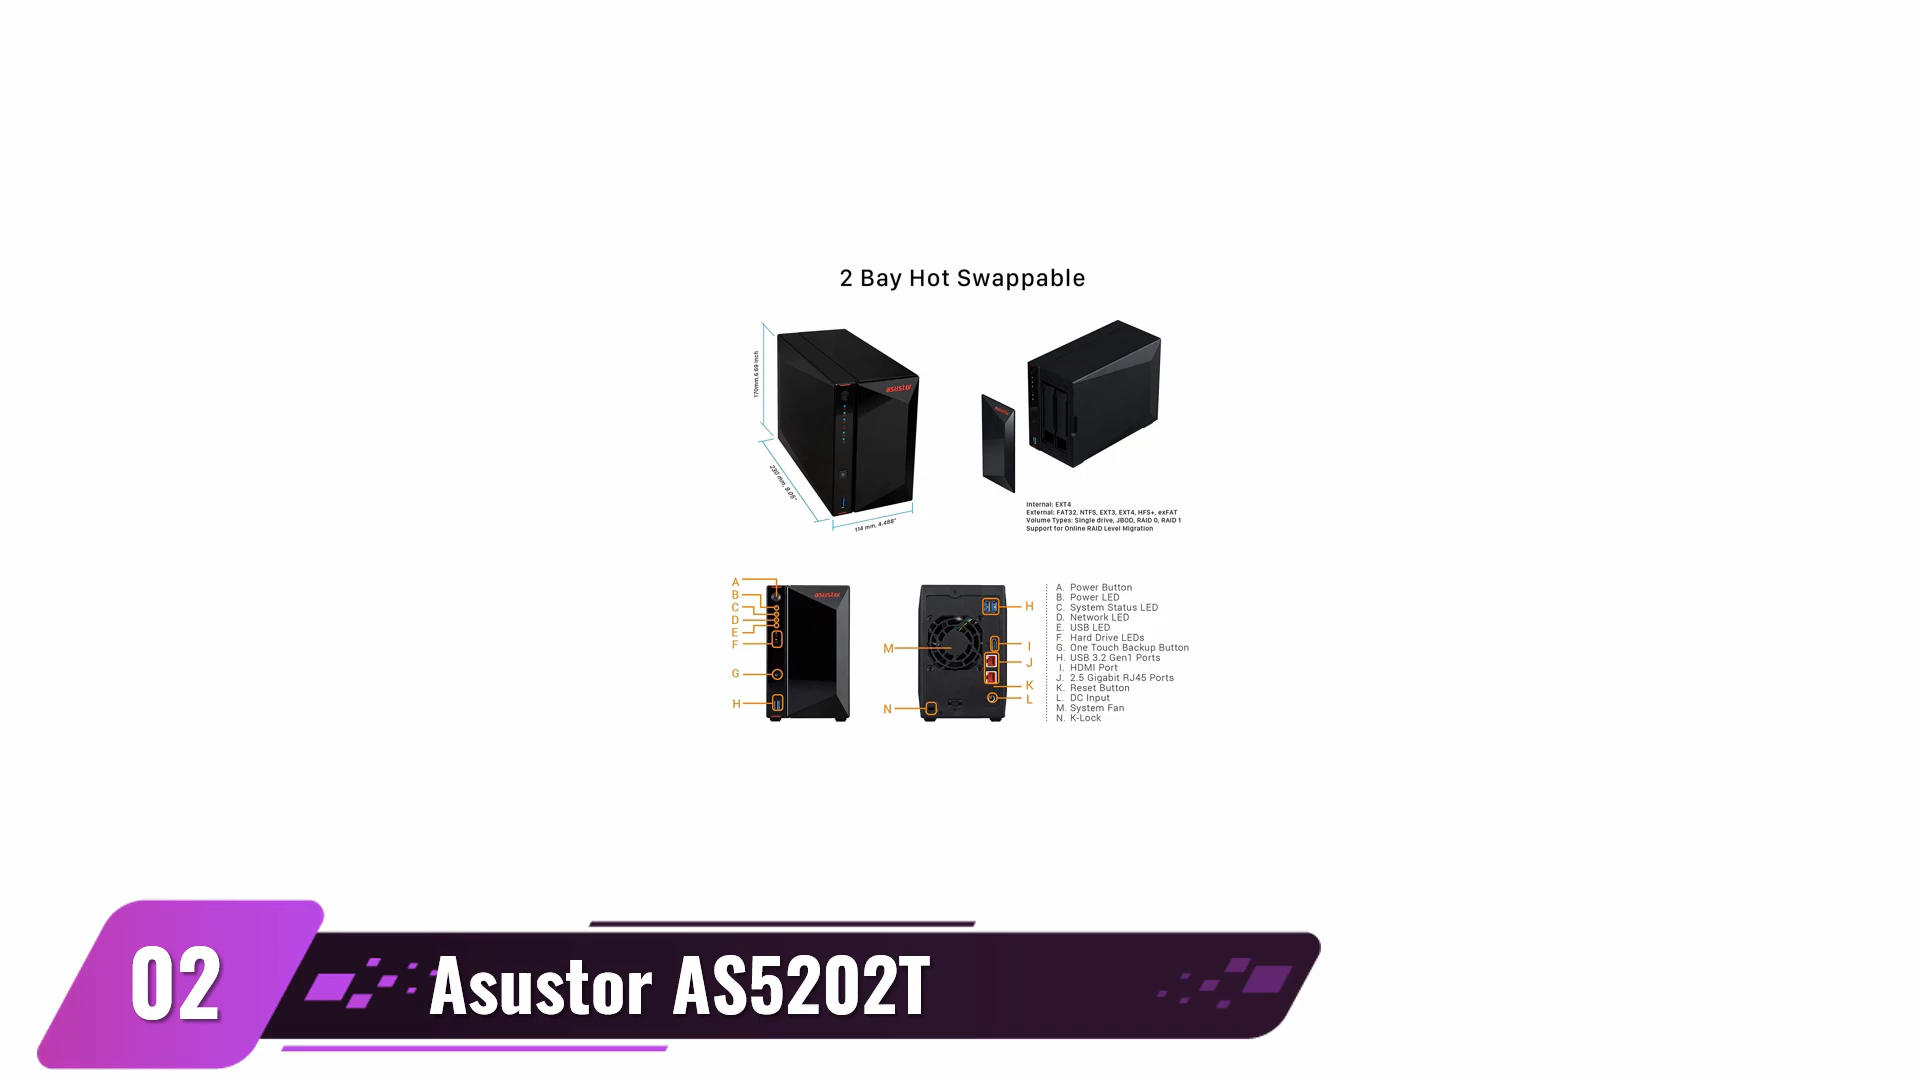 2 Bay Hot Swappable
170mm,6.69 inch
asustor
230 mm, 9.05"
114 mm, 4.488"
Internal: EXT4
External: FAT32, NTFS, EXT3, EXT4, HFS+, exFAT
Volume Types: Single drive, JBOD, RAID 0, RAID 1
Support for Online RAID Level Migration
A
B
C
D
E
F
G
H
asustor
M
N
H
I
J
K
L
A. Power Button
B. Power LED
C. System Status LED
D. Network LED
E. USB LED
F. Hard Drive LEDs
G. One Touch Backup Button
H. USB 3.2 Gen1 Ports
I. HDMI Port
J. 2.5 Gigabit RJ45 Ports
K. Reset Button
L. DC Input
M. System Fan
N. K-Lock
02
Asustor AS5202T